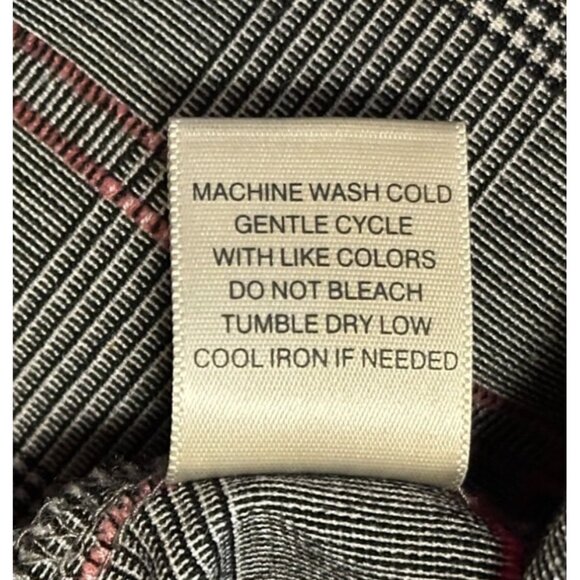 MACHINE WASH COLD
GENTLE CYCLE
WITH LIKE COLORS
DO NOT BLEACH
TUMBLE DRY LOW
COOL IRON IF NEEDED